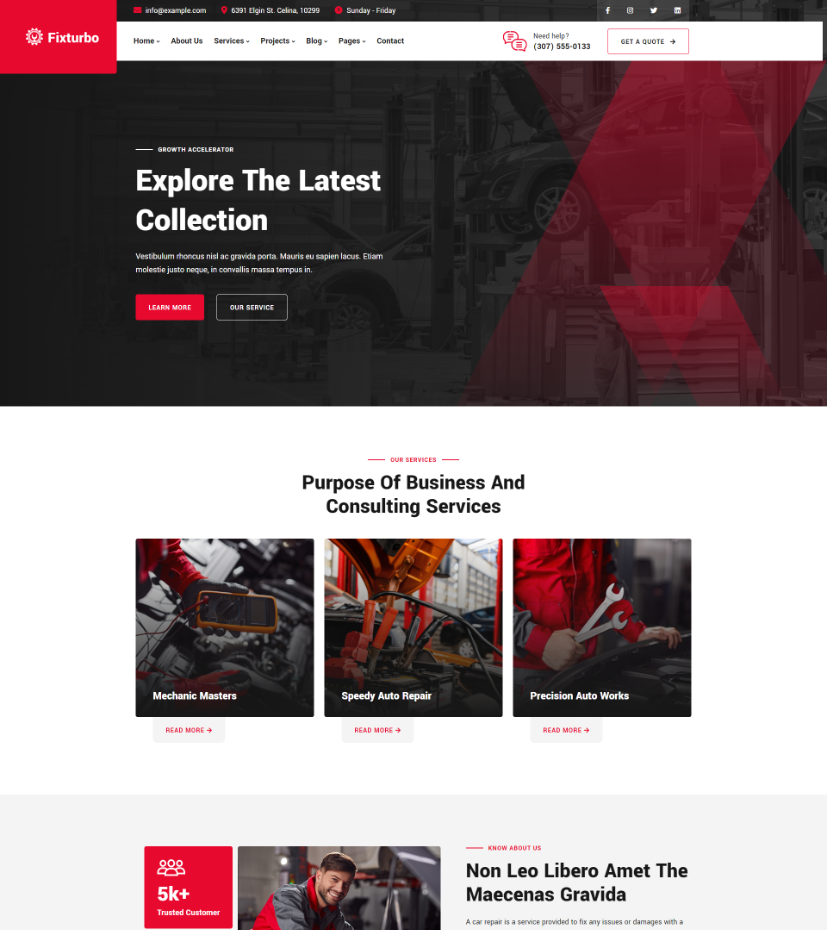 Fixturbo
info@example.com
6391 Elgin St. Celina, 10299
Sunday - Friday
Home
About Us
Services
Projects
Blog
Pages
Contact
Need help?
(307) 555-0133
GET A QUOTE
GROWTH ACCELERATOR
Explore The Latest
Collection
Vestibulum rhoncus nisl ac gravida porta. Mauris eu sapien lacus. Etiam
molestie justo neque, in convallis massa tempus in.
LEARN MORE
OUR SERVICE
OUR SERVICES
Purpose Of Business And
Consulting Services
Mechanic Masters
Speedy Auto Repair
Precision Auto Works
READ MORE
READ MORE
READ MORE
5k+
Trusted Customer
KNOW ABOUT US
Non Leo Libero Amet The
Maecenas Gravida
A car repair is a service provided to fix any issues or damages with a